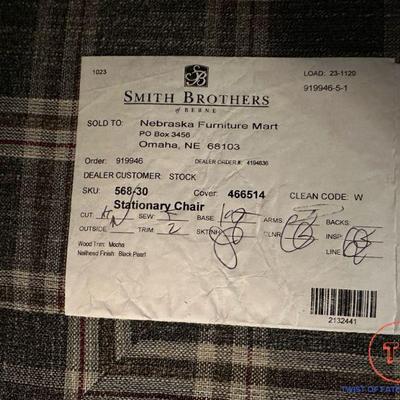 1023
LOAD: 23-1120
SB
SMITH BROTHERS
of BERNE
919946-5-1
SOLD TO: Nebraska Furniture Mart
PO Box 3456
Omaha, NE 68103
Order: 919946 DEALER ORDER#: 4194836
DEALER CUSTOMER: STOCK
SKU: 568-30 Cover: 466514 CLEAN CODE: W
Stationary Chair
CUT: SEW: BASE ARMS: BACKS:
OUTSIDE TRIM: 2 SKT/NH CLNR: INSP:
LINE
Wood Trim: Mocha
Nailhead Finish: Black Pearl
2132441
TWIST OF FATE